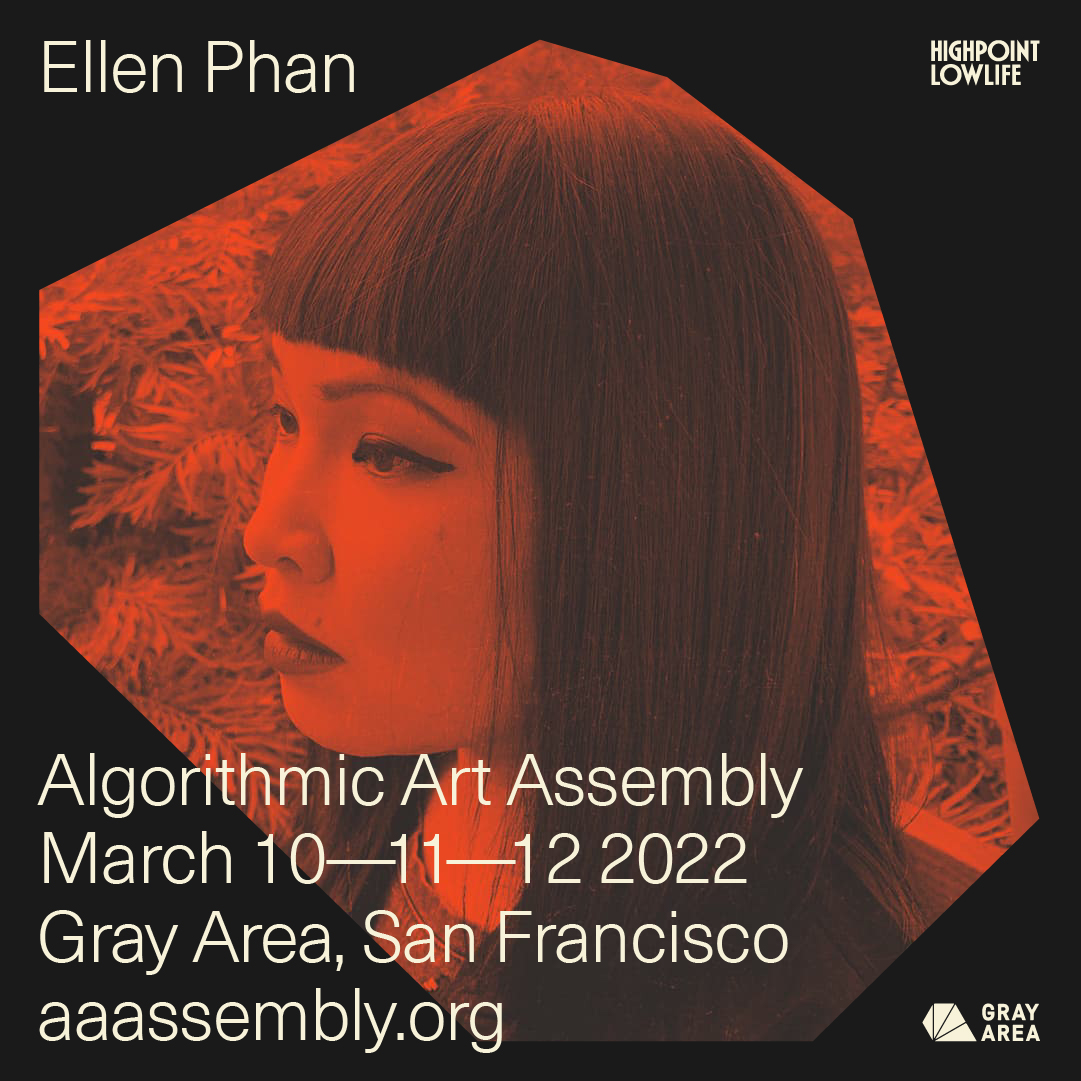 Ellen Phan
HIGHPOINT
LOWLIFE
Algorithmic Art Assembly
March 10—11—12 2022
Gray Area, San Francisco
aaassembly.org
GRAY
AREA